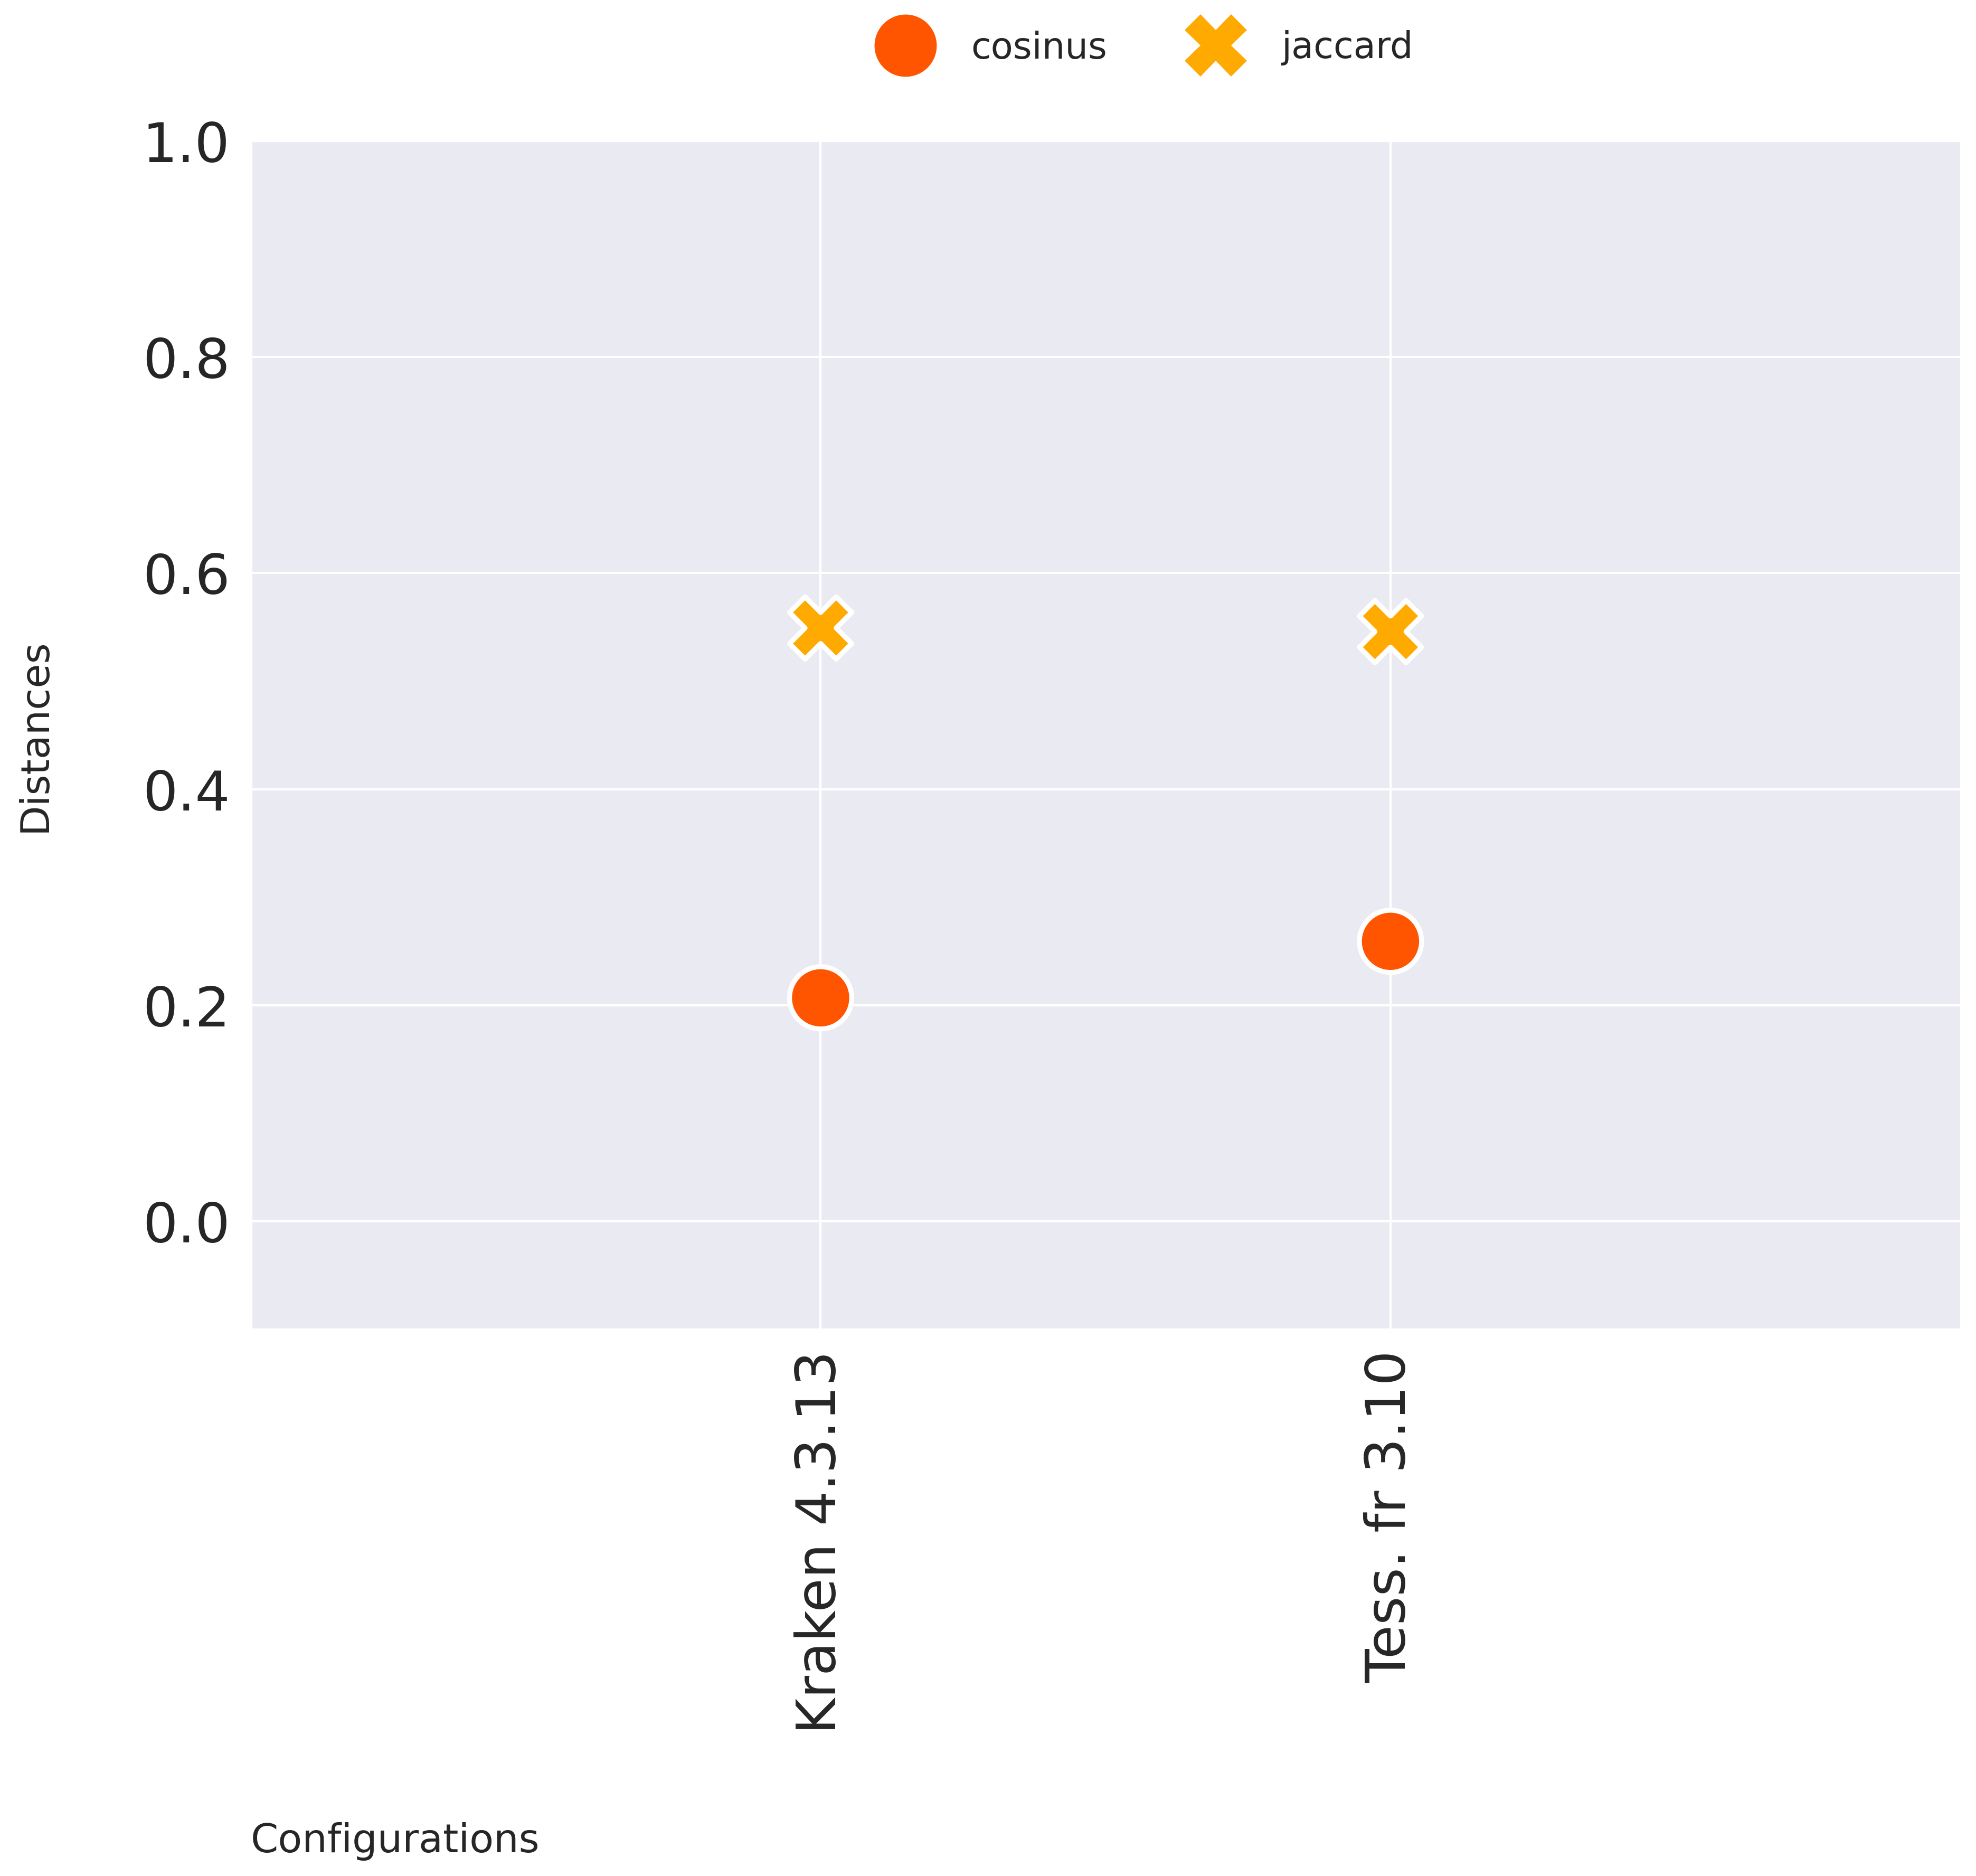 cosinus jaccard
1.0
0.8
0.6
0.4
0.2
0.0
Distances
Kraken 4.3.13
Tess. fr 3.10
Configurations